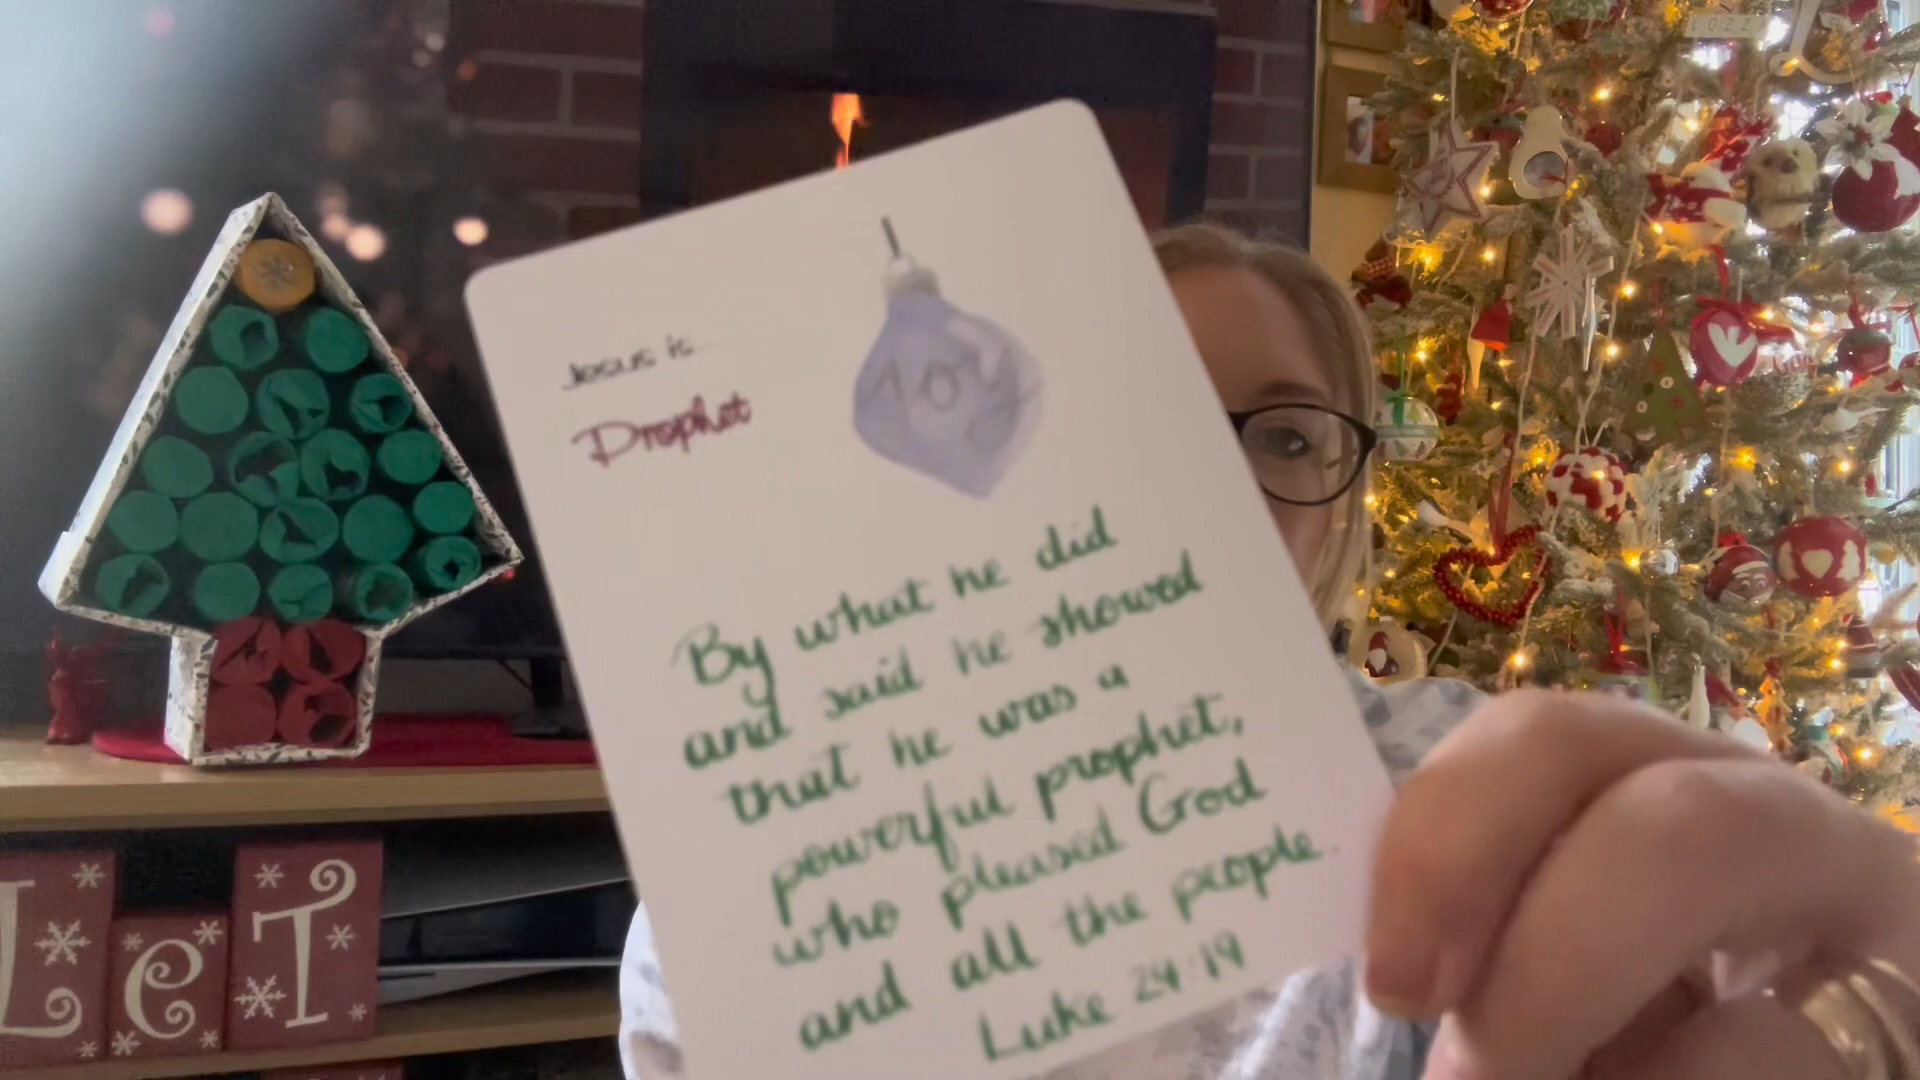 Jesus is
Prophet
Joy
By what he did
and said he showed
that he was a
powerful prophet,
who pleased God
and all the people.
Luke 24:19
LeT